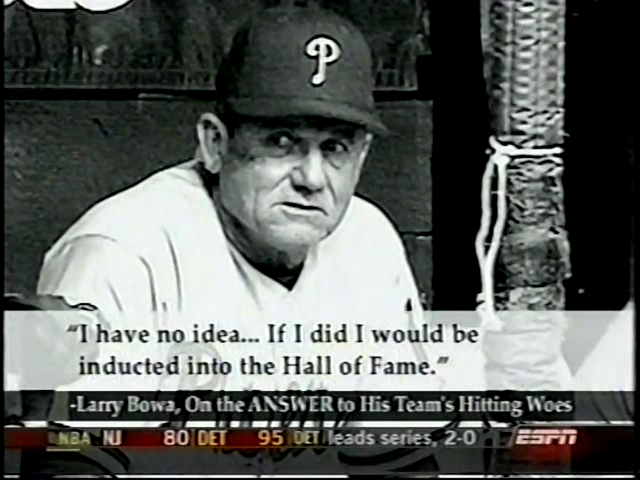 P
“I have no idea... If I did I would be
inducted into the Hall of Fame.”
-Larry Bowa, On the ANSWER to His Team's Hitting Woes
NBA NJ 80 DET 95 DET leads series, 2-0 ESPN